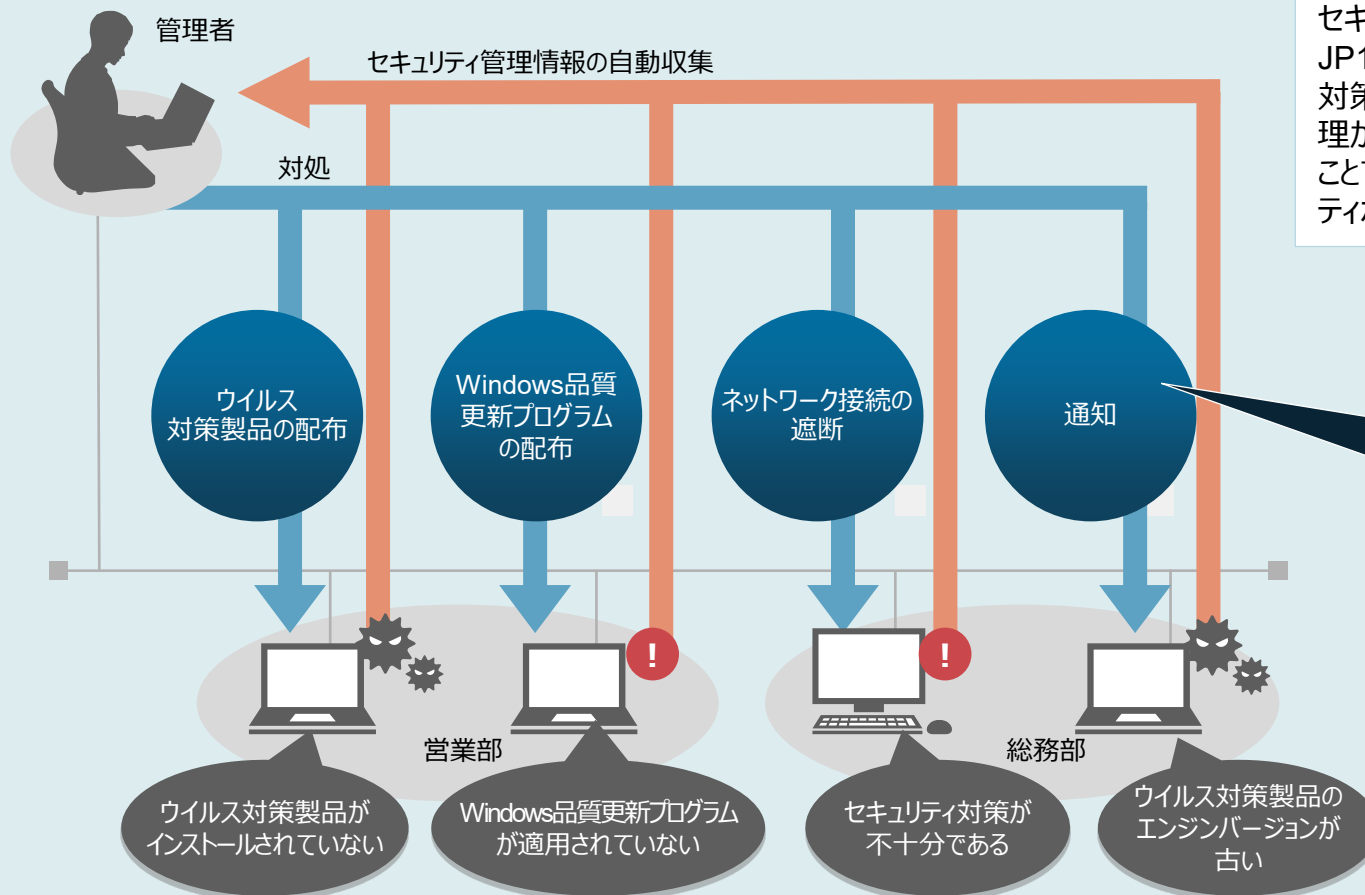 管理者
セキュリティ管理情報の自動収集
対処
ウイルス
対策製品の配布
Windows品質
更新プログラム
の配布
ネットワーク接続の
遮断
通知
!
!
営業部
総務部
ウイルス対策製品が
インストールされていない
Windows品質更新プログラム
が適用されていない
セキュリティ対策が
不十分である
ウイルス対策製品の
エンジンバージョンが
古い
セキ
JP1
対策
理が
こと
ティ